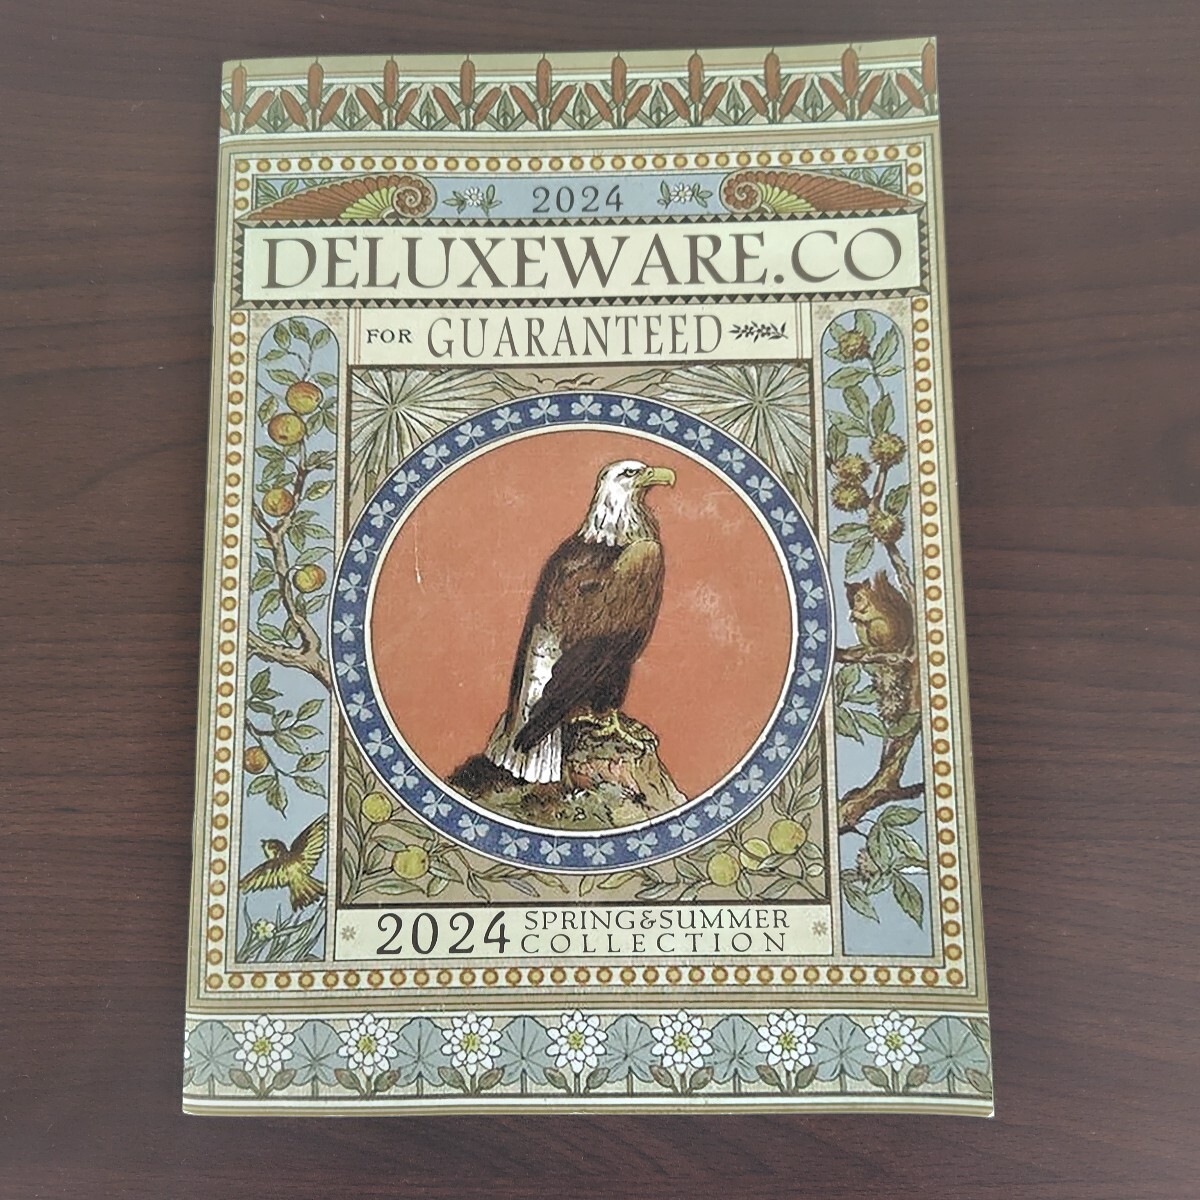 2024
DELUXEWARE.CO
FOR GUARANTEED
2024 SPRING&SUMMER
COLLECTION